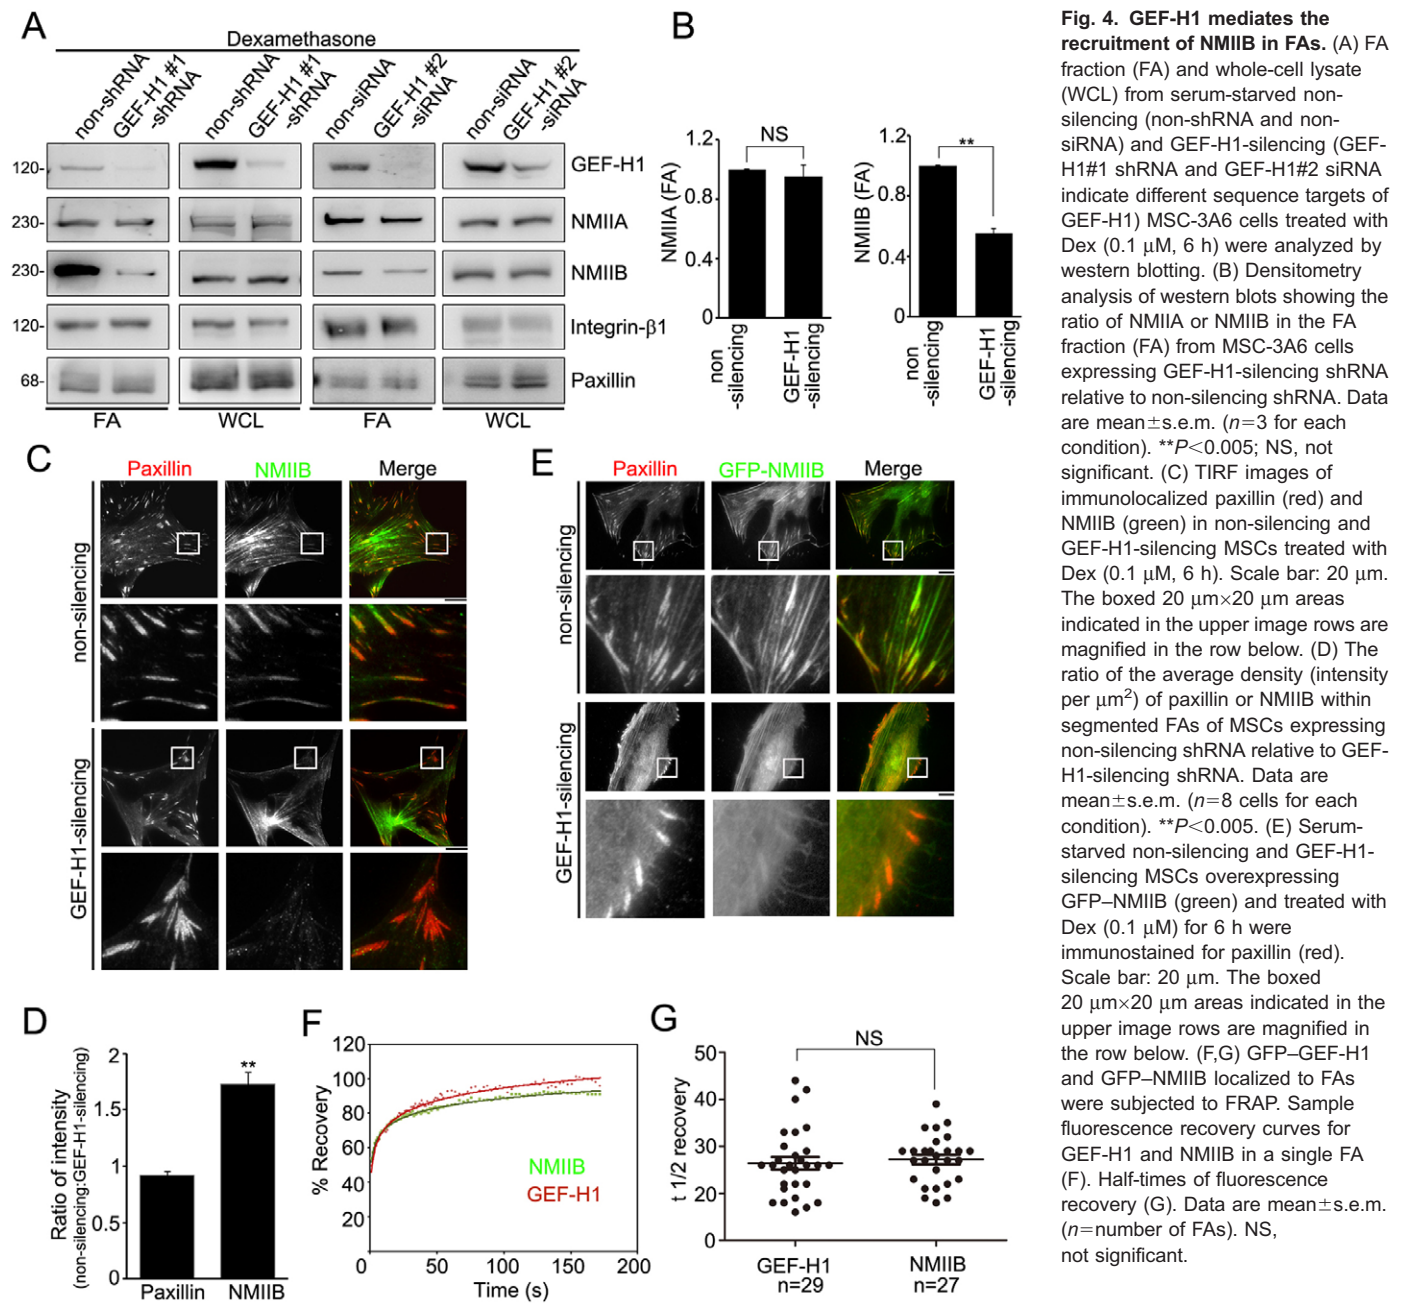 A
Dexamethasone
non-shRNA
GEF-H1 #1
-shRNA
non-shRNA
GEF-H1 #1
-shRNA
non-siRNA
GEF-H1 #2
-siRNA
non-siRNA
GEF-H1 #2
-siRNA
120-
GEF-H1
230-
NMIIA
230-
NMIIB
120-
Integrin-β1
68-
Paxillin
FA
WCL
FA
WCL
B
NMIIA (FA)
1.2
0.8
0.4
0
NS
non
-silencing
GEF-H1
-silencing
NMIIB (FA)
1.2
0.8
0.4
0
**
non
-silencing
GEF-H1
-silencing
C
Paxillin
NMIIB
Merge
non-silencing
GEF-H1-silencing
E
Paxillin
GFP-NMIIB
Merge
non-silencing
GEF-H1-silencing
D
Ratio of intensity
(non-silencing:GEF-H1-silencing)
2
1.5
1
0.5
0
**
Paxillin
NMIIB
F
% Recovery
120
100
80
60
40
20
NMIIB
GEF-H1
0
50
100
150
200
Time (s)
G
t 1/2 recovery
50
40
30
20
10
0
NS
GEF-H1
n=29
NMIIB
n=27
Fig. 4. GEF-H1 mediates the
recruitment of NMIIB in FAs. (A) FA
fraction (FA) and whole-cell lysate
(WCL) from serum-starved non-
silencing (non-shRNA and non-
siRNA) and GEF-H1-silencing (GEF-
H1#1 shRNA and GEF-H1#2 siRNA
indicate different sequence targets of
GEF-H1) MSC-3A6 cells treated with
Dex (0.1 μM, 6 h) were analyzed by
western blotting. (B) Densitometry
analysis of western blots showing the
ratio of NMIIA or NMIIB in the FA
fraction (FA) from MSC-3A6 cells
expressing GEF-H1-silencing shRNA
relative to non-silencing shRNA. Data
are mean±s.e.m. (n=3 for each
condition). **P<0.005; NS, not
significant. (C) TIRF images of
immunolocalized paxillin (red) and
NMIIB (green) in non-silencing and
GEF-H1-silencing MSCs treated with
Dex (0.1 μM, 6 h). Scale bar: 20 μm.
The boxed 20 μm×20 μm areas
indicated in the upper image rows are
magnified in the row below. (D) The
ratio of the average density (intensity
per μm²) of paxillin or NMIIB within
segmented FAs of MSCs expressing
non-silencing shRNA relative to GEF-
H1-silencing shRNA. Data are
mean±s.e.m. (n=8 cells for each
condition). **P<0.005. (E) Serum-
starved non-silencing and GEF-H1-
silencing MSCs overexpressing
GFP–NMIIB (green) and treated with
Dex (0.1 μM) for 6 h were
immunostained for paxillin (red).
Scale bar: 20 μm. The boxed
20 μm×20 μm areas indicated in the
upper image rows are magnified in
the row below. (F,G) GFP–GEF-H1
and GFP–NMIIB localized to FAs
were subjected to FRAP. Sample
fluorescence recovery curves for
GEF-H1 and NMIIB in a single FA
(F). Half-times of fluorescence
recovery (G). Data are mean±s.e.m.
(n=number of FAs). NS,
not significant.